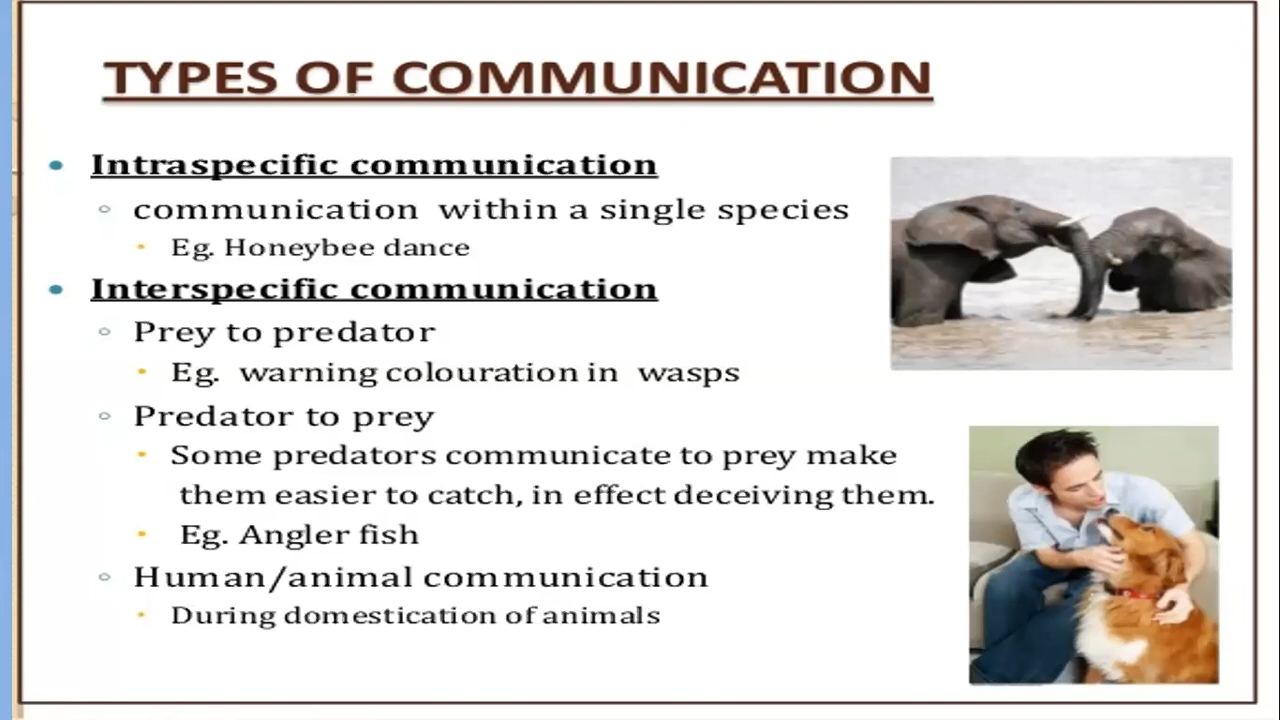 TYPES OF COMMUNICATION
Intraspecific communication
communication within a single species
Eg. Honeybee dance
Interspecific communication
Prey to predator
Eg. warning colouration in wasps
Predator to prey
Some predators communicate to prey make
them easier to catch, in effect deceiving them.
Eg. Angler fish
Human/animal communication
During domestication of animals